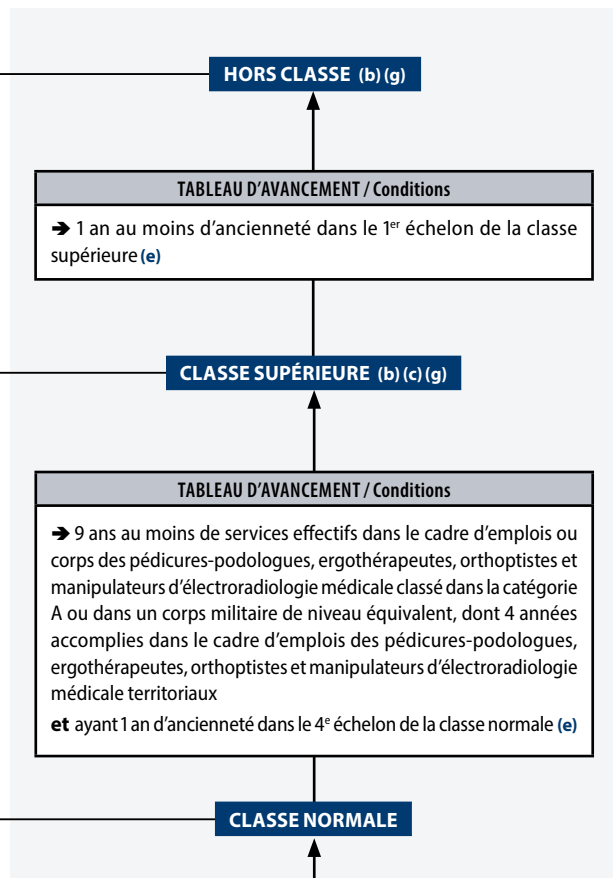 HORS CLASSE (b) (g)
TABLEAU D'AVANCEMENT / Conditions
➔ 1 an au moins d'ancienneté dans le 1er échelon de la classe
supérieure (e)
CLASSE SUPÉRIEURE (b) (c) (g)
TABLEAU D'AVANCEMENT / Conditions
➔ 9 ans au moins de services effectifs dans le cadre d'emplois ou
corps des pédicures-podologues, ergothérapeutes, orthoptistes et
manipulateurs d'électroradiologie médicale classé dans la catégorie
A ou dans un corps militaire de niveau équivalent, dont 4 années
accomplies dans le cadre d'emplois des pédicures-podologues,
ergothérapeutes, orthoptistes et manipulateurs d'électroradiologie
médicale territoriaux
et ayant 1 an d'ancienneté dans le 4e échelon de la classe normale (e)
CLASSE NORMALE